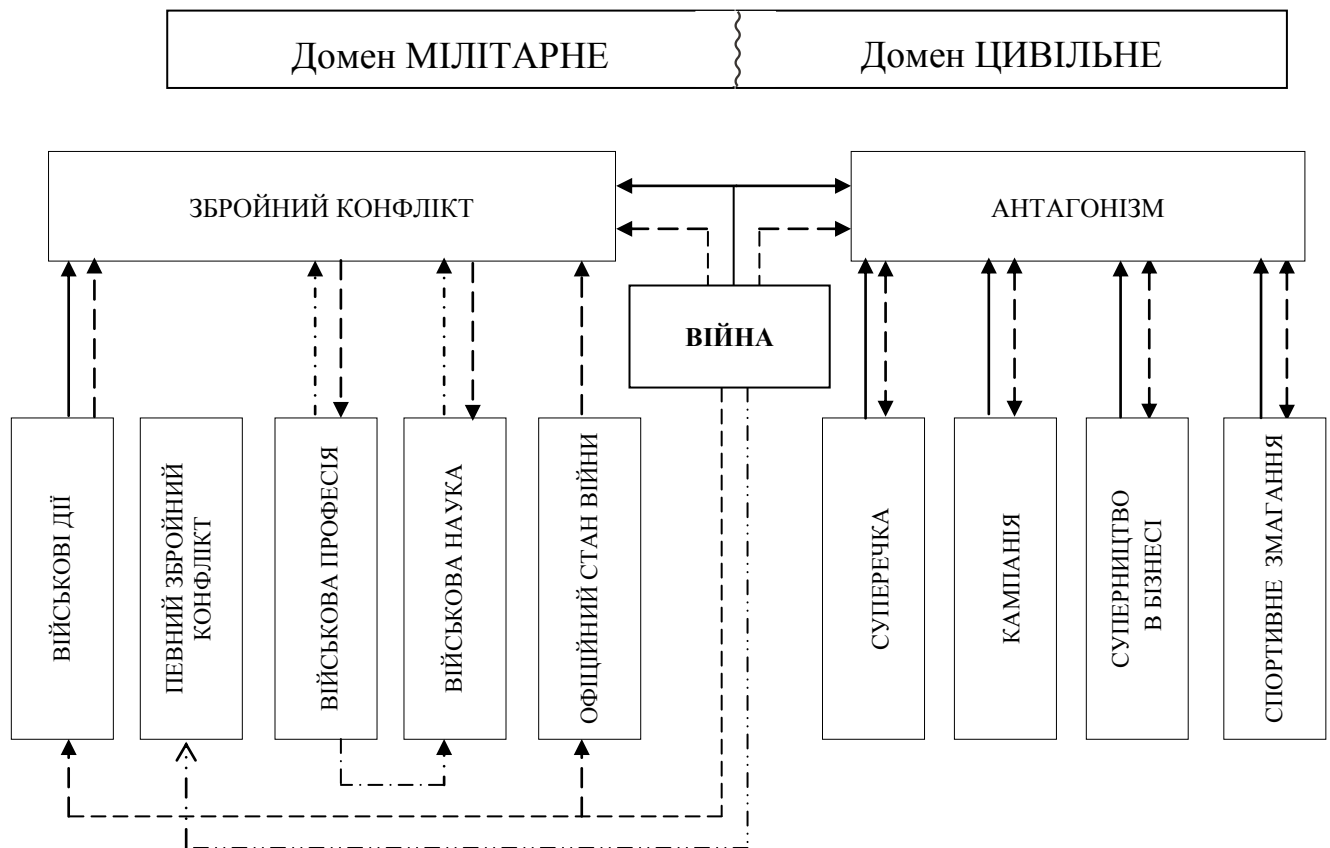 Домен МІЛІТАРНЕ
Домен ЦИВІЛЬНЕ
ЗБРОЙНИЙ КОНФЛІКТ
АНТАГОНІЗМ
ВІЙНА
ВІЙСЬКОВІ ДІЇ
ПЕВНИЙ ЗБРОЙНИЙ
КОНФЛІКТ
ВІЙСЬКОВА ПРОФЕСІЯ
ВІЙСЬКОВА НАУКА
ОФІЦІЙНИЙ СТАН ВІЙНИ
СУПЕРЕЧКА
КАМПАНІЯ
СУПЕРНИЦТВО
В БІЗНЕСІ
СПОРТИВНЕ ЗМАГАННЯ